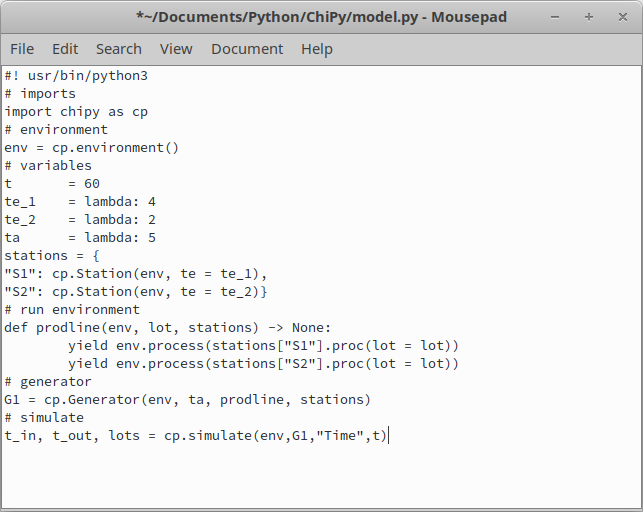 *~/Documents/Python/ChiPy/model.py - Mousepad
File Edit Search View Document Help
#! usr/bin/python3
# imports
import chipy as cp
# environment
env = cp.environment()
# variables
t       = 60
te_1    = lambda: 4
te_2    = lambda: 2
ta      = lambda: 5
stations = {
"S1": cp.Station(env, te = te_1),
"S2": cp.Station(env, te = te_2)}
# run environment
def prodline(env, lot, stations) -> None:
        yield env.process(stations["S1"].proc(lot = lot))
        yield env.process(stations["S2"].proc(lot = lot))
# generator
G1 = cp.Generator(env, ta, prodline, stations)
# simulate
t_in, t_out, lots = cp.simulate(env,G1,"Time",t)